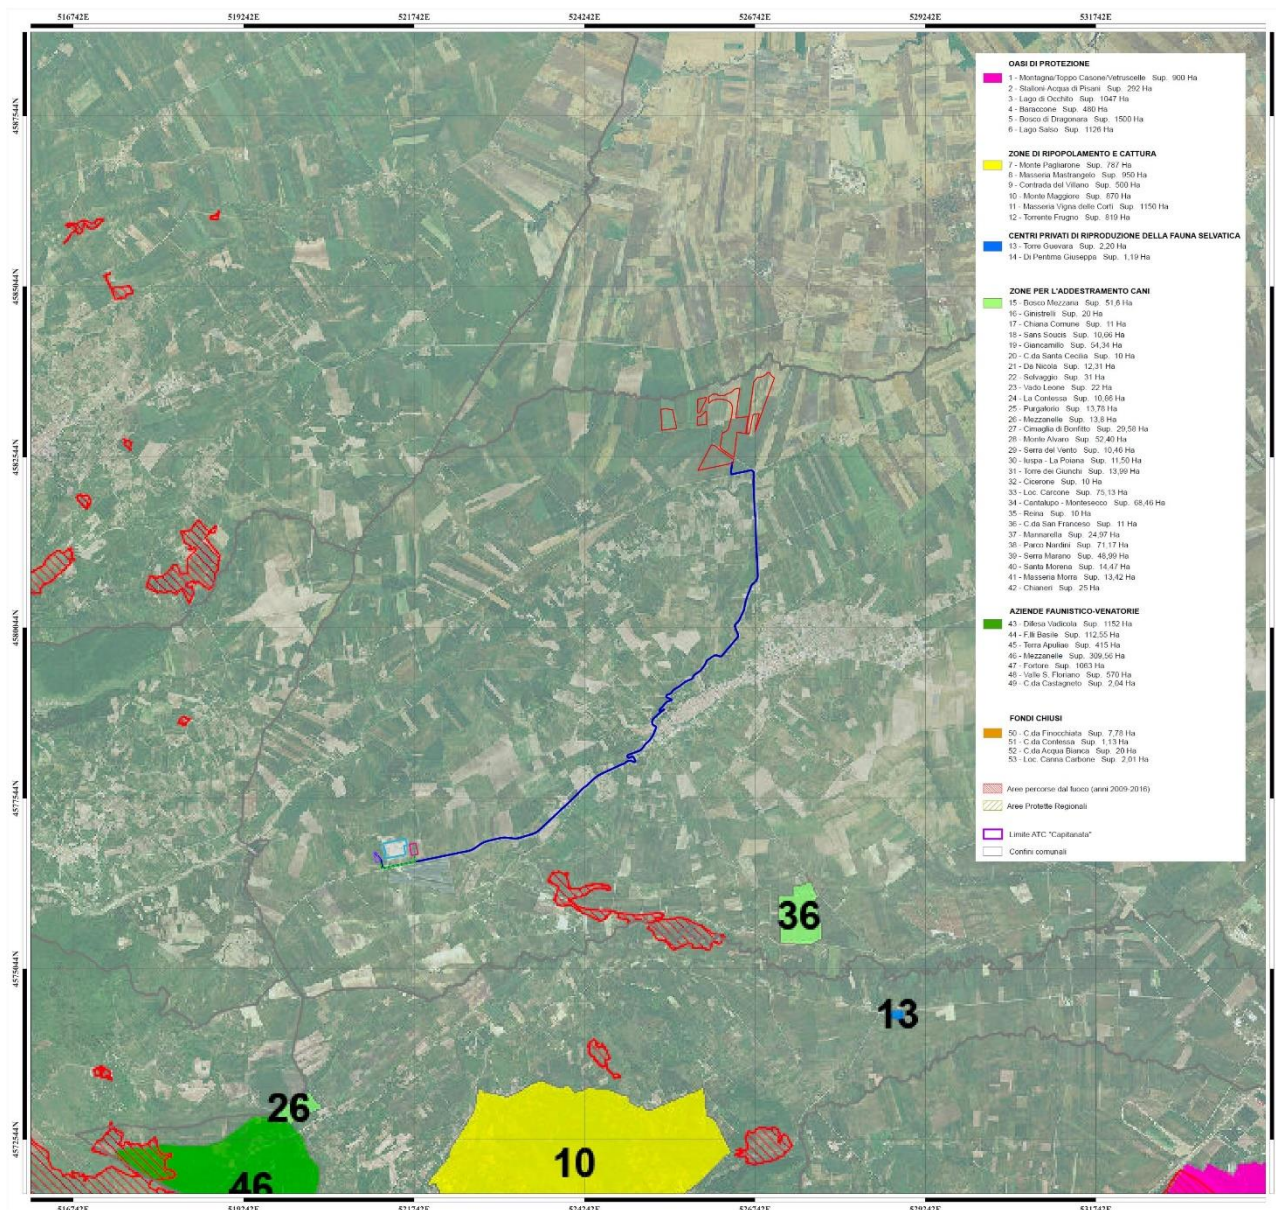 516742E 519242E 521742E 524242E 526742E 529242E 531742E
4587544N
4585044N
4582544N
4580044N
4577544N
4575044N
4572544N
OASI DI PROTEZIONE
1 - Montagna/Toppo Casone/Vetruscelle Sup. 900 Ha
2 - Stalloni Acqua di Pisani Sup. 292 Ha
3 - Lago di Occhito Sup. 1047 Ha
4 - Baraccone Sup. 480 Ha
5 - Bosco di Dragonara Sup. 1500 Ha
6 - Lago Salso Sup. 1126 Ha
ZONE DI RIPOPOLAMENTO E CATTURA
7 - Monte Pagliarone Sup. 787 Ha
8 - Masseria Mastrangelo Sup. 950 Ha
9 - Contrada del Villano Sup. 500 Ha
10 - Monte Maggiore Sup. 870 Ha
11 - Masseria Vigna delle Corti Sup. 1150 Ha
12 - Torrente Frugno Sup. 819 Ha
CENTRI PRIVATI DI RIPRODUZIONE DELLA FAUNA SELVATICA
13 - Torre Guevara Sup. 2,20 Ha
14 - Di Pentima Giuseppa Sup. 1,19 Ha
ZONE PER L'ADDESTRAMENTO CANI
15 - Bosco Mezzana Sup. 51,6 Ha
16 - Ginistrelli Sup. 20 Ha
17 - Chiana Comune Sup. 11 Ha
18 - Sans Soucis Sup. 10,66 Ha
19 - Giancamillo Sup. 54,34 Ha
20 - C.da Santa Cecilia Sup. 10 Ha
21 - De Nicola Sup. 12,31 Ha
22 - Selvaggio Sup. 31 Ha
23 - Vado Leone Sup. 22 Ha
24 - La Contessa Sup. 10,86 Ha
25 - Purgatorio Sup. 13,78 Ha
26 - Mezzanelle Sup. 13,8 Ha
27 - Cimaglia di Bonfitto Sup. 29,58 Ha
28 - Monte Alvaro Sup. 52,40 Ha
29 - Serra del Vento Sup. 10,46 Ha
30 - Iuspa - La Poiana Sup. 11,50 Ha
31 - Torre dei Giunchi Sup. 13,99 Ha
32 - Cicerone Sup. 10 Ha
33 - Loc. Carcone Sup. 75,13 Ha
34 - Cantalupo - Montesecco Sup. 68,46 Ha
35 - Reina Sup. 10 Ha
36 - C.da San Franceso Sup. 11 Ha
37 - Mannarella Sup. 24,97 Ha
38 - Parco Nardini Sup. 71,17 Ha
39 - Serra Marano Sup. 48,99 Ha
40 - Santa Morena Sup. 14,47 Ha
41 - Masseria Morra Sup. 13,42 Ha
42 - Chianeri Sup. 25 Ha
AZIENDE FAUNISTICO-VENATORIE
43 - Difesa Vadicola Sup. 1152 Ha
44 - F.lli Basile Sup. 112,55 Ha
45 - Terra Apuliae Sup. 415 Ha
46 - Mezzanelle Sup. 309,56 Ha
47 - Fortore Sup. 1063 Ha
48 - Valle S. Floriano Sup. 570 Ha
49 - C.da Castagneto Sup. 2,04 Ha
FONDI CHIUSI
50 - C.da Finocchiata Sup. 7,78 Ha
51 - C.da Contessa Sup. 1,13 Ha
52 - C.da Acqua Bianca Sup. 20 Ha
53 - Loc. Canna Carbone Sup. 2,01 Ha
Aree percorse dal fuoco (anni 2009-2016)
Aree Protette Regionali
Limite ATC "Capitanata"
Confini comunali
36
13
26
10
46
516742E 519242E 521742E 524242E 526742E 529242E 531742E